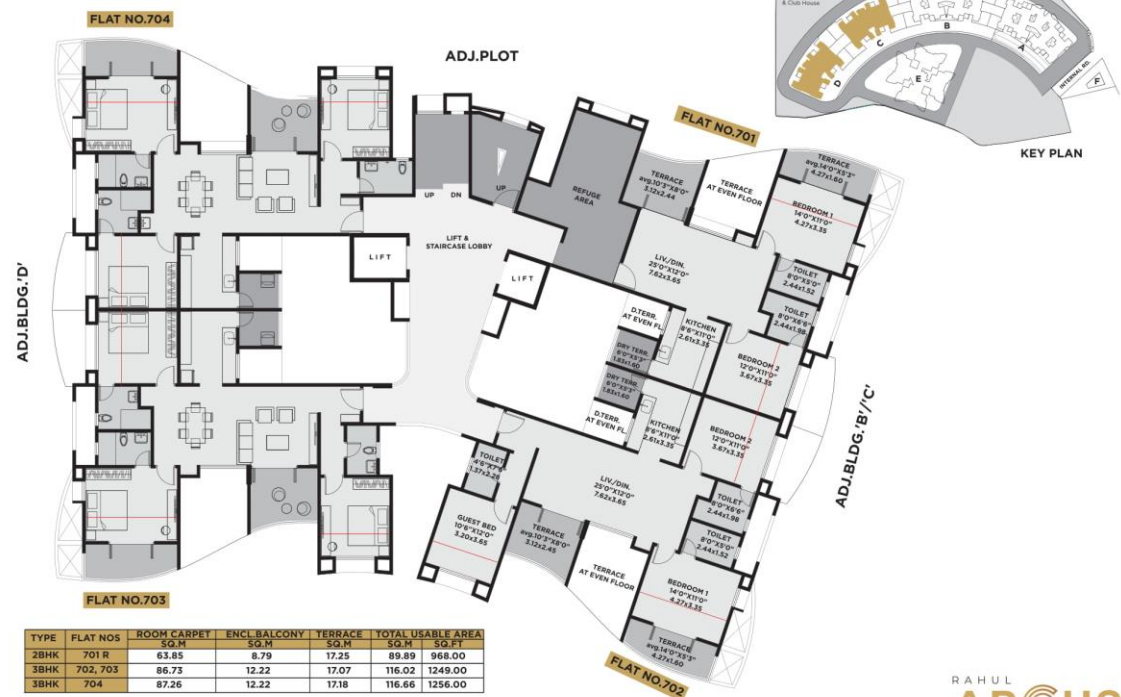 FLAT NO.704
ADJ.PLOT
& Club House
A
B
C
D
E
F
INTERNAL RD.
KEY PLAN
FLAT NO.701
TERRACE
avg.14'0"X5'3"
4.27x1.60
TERRACE
avg.10'3"X8'0"
3.12x2.44
TERRACE
AT EVEN FLOOR
BEDROOM 1
14'0"X11'0"
4.27x3.35
REFUGE
AREA
UP
DN
UP
LIFT &
STAIRCASE LOBBY
LIFT
LIFT
LIV./DIN.
25'0"X12'0"
7.62x3.65
TOILET
8'0"X5'0"
2.44x1.52
TOILET
8'0"X6'6"
2.44x1.98
D.TERR.
AT EVEN FL.
KITCHEN
8'6"X11'0"
2.61x3.35
DRY TERR.
6'0"X5'3"
1.83x1.60
BEDROOM 2
12'0"X11'0"
3.67x3.35
ADJ.BLDG.'D'
ADJ.BLDG.'B'/'C'
DRY TERR.
6'0"X5'3"
1.83x1.60
D.TERR.
AT EVEN FL.
KITCHEN
8'6"X11'0"
2.61x3.35
BEDROOM 2
12'0"X11'0"
3.67x3.35
TOILET
4'6"X7'6"
1.37x2.29
LIV./DIN.
25'0"X12'0"
7.62x3.65
TOILET
8'0"X6'6"
2.44x1.98
TOILET
8'0"X5'0"
2.44x1.52
GUEST BED
10'6"X12'0"
3.20x3.65
TERRACE
avg.10'3"X8'0"
3.12x2.45
TERRACE
AT EVEN FLOOR
BEDROOM 1
14'0"X11'0"
4.27x3.35
TERRACE
avg.14'0"X5'3"
4.27x1.60
FLAT NO.703
FLAT NO.702
TYPE FLAT NOS ROOM CARPET ENCL.BALCONY TERRACE TOTAL USABLE AREA
SQ.M SQ.M SQ.M SQ.M SQ.FT
2BHK 701 R 63.85 8.79 17.25 89.89 968.00
3BHK 702, 703 86.73 12.22 17.07 116.02 1249.00
3BHK 704 87.26 12.22 17.18 116.66 1256.00
RAHUL